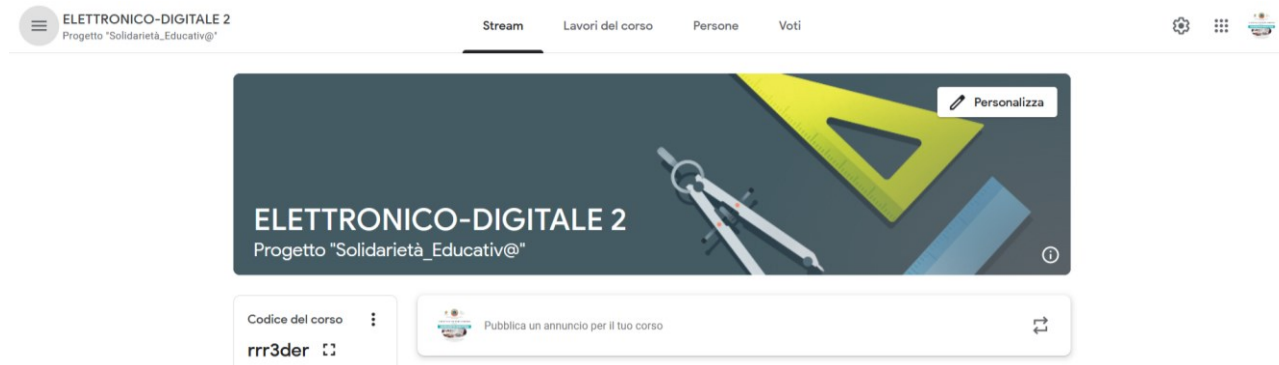 ELETTRONICO-DIGITALE 2
Progetto "Solidarietà_Educativ@"
Stream
Lavori del corso
Persone
Voti
Personalizza
ELETTRONICO-DIGITALE 2
Progetto "Solidarietà_Educativ@"
Codice del corso
rrr3der
Pubblica un annuncio per il tuo corso